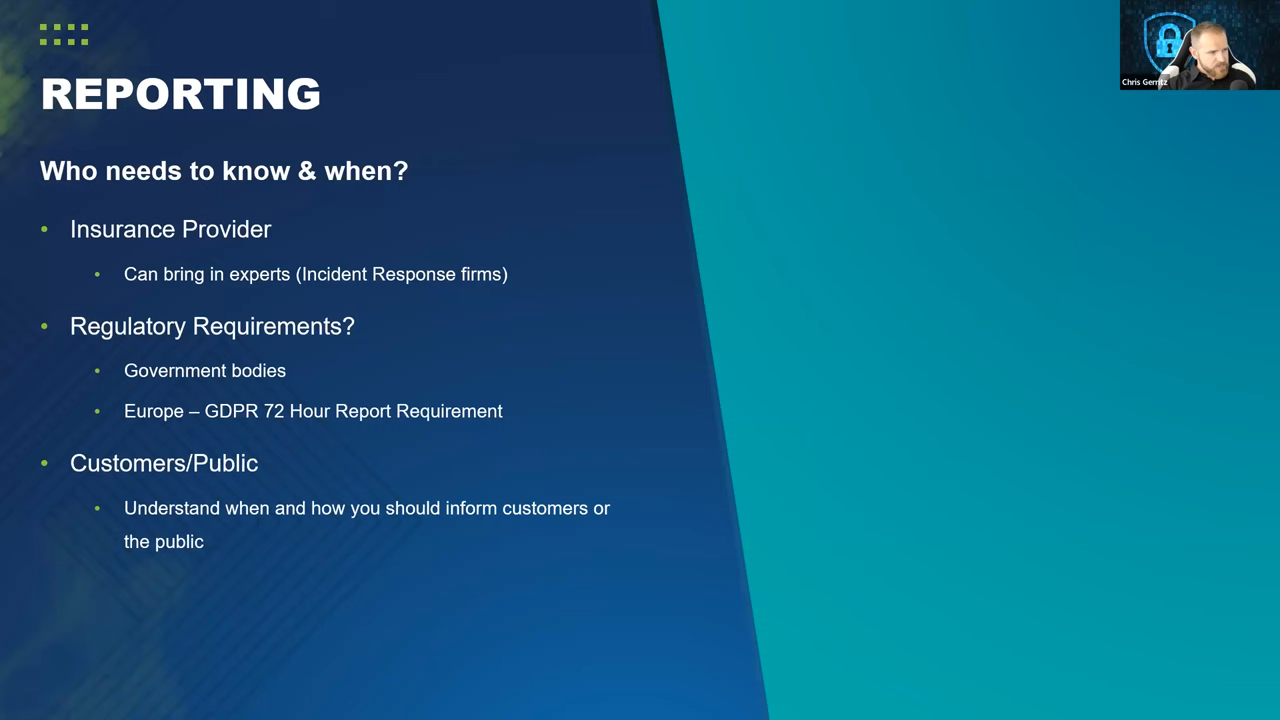 REPORTING
Who needs to know & when?
• Insurance Provider
• Can bring in experts (Incident Response firms)
• Regulatory Requirements?
• Government bodies
• Europe – GDPR 72 Hour Report Requirement
• Customers/Public
• Understand when and how you should inform customers or
the public
Chris Gerritz